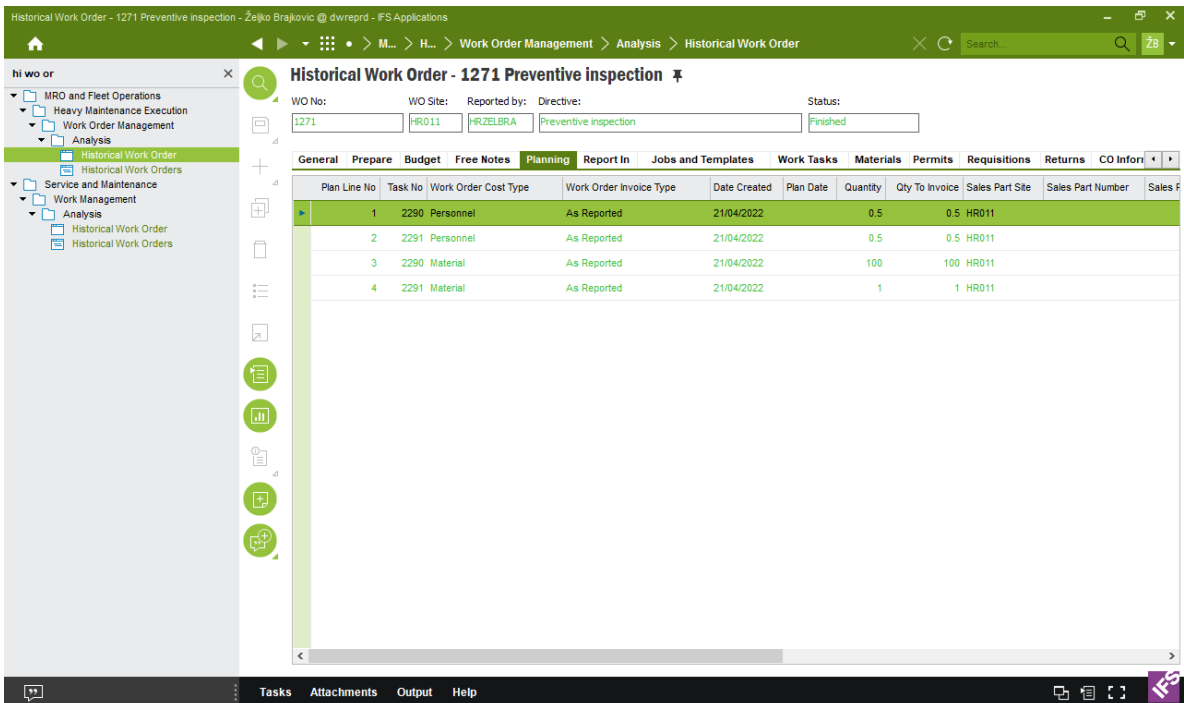 Historical Work Order - 1271 Preventive inspection - Željko Brajkovic @ dwreprd - IFS Applications
M... > H... > Work Order Management > Analysis > Historical Work Order
Search...
ŽB
hi wo or
MRO and Fleet Operations
Heavy Maintenance Execution
Work Order Management
Analysis
Historical Work Order
Historical Work Orders
Service and Maintenance
Work Management
Analysis
Historical Work Order
Historical Work Orders
Historical Work Order - 1271 Preventive inspection
WO No: WO Site: Reported by: Directive: Status:
1271 HR011 HRZELBRA Preventive inspection Finished
General Prepare Budget Free Notes Planning Report In Jobs and Templates Work Tasks Materials Permits Requisitions Returns CO Inforr
Plan Line No Task No Work Order Cost Type Work Order Invoice Type Date Created Plan Date Quantity Qty To Invoice Sales Part Site Sales Part Number Sales P
1 2290 Personnel As Reported 21/04/2022 0.5 0.5 HR011
2 2291 Personnel As Reported 21/04/2022 0.5 0.5 HR011
3 2290 Material As Reported 21/04/2022 100 100 HR011
4 2291 Material As Reported 21/04/2022 1 1 HR011
Tasks Attachments Output Help
IFS